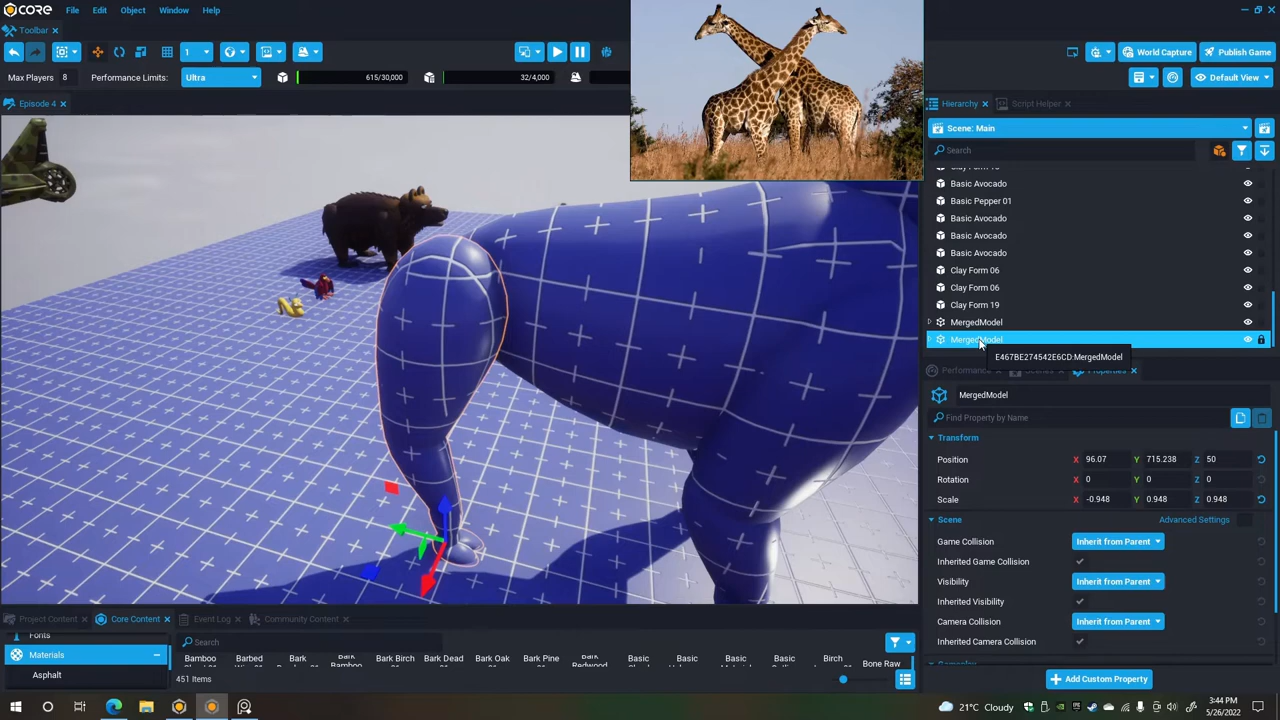 CORE
File Edit Object Window Help
Toolbar
1
World Capture
Publish Game
Max Players 8 Performance Limits: Ultra 615/30,000 32/4,000
Default View
Episode 4
Hierarchy Script Helper
Scene: Main
Search
Basic Avocado
Basic Pepper 01
Basic Avocado
Basic Avocado
Basic Avocado
Clay Form 06
Clay Form 06
Clay Form 19
MergedModel
MergedModel
E467BE274542E6CD:MergedModel
MergedModel
Find Property by Name
Transform
Position X 96.07 Y 715.238 Z 50
Rotation X 0 Y 0 Z 0
Scale X -0.948 Y 0.948 Z 0.948
Scene Advanced Settings
Game Collision Inherit from Parent
Inherited Game Collision
Visibility Inherit from Parent
Inherited Visibility
Camera Collision Inherit from Parent
Inherited Camera Collision
Add Custom Property
Project Content Core Content Event Log Community Content
Fonts
Search
Materials
Bamboo Barbed Bark Bark Bark Birch Bark Dead Bark Oak Bark Pine Bark Basic Basic Basic Basic Birch Bone Raw
Asphalt
451 Items
21°C Cloudy
3:44 PM
5/26/2022